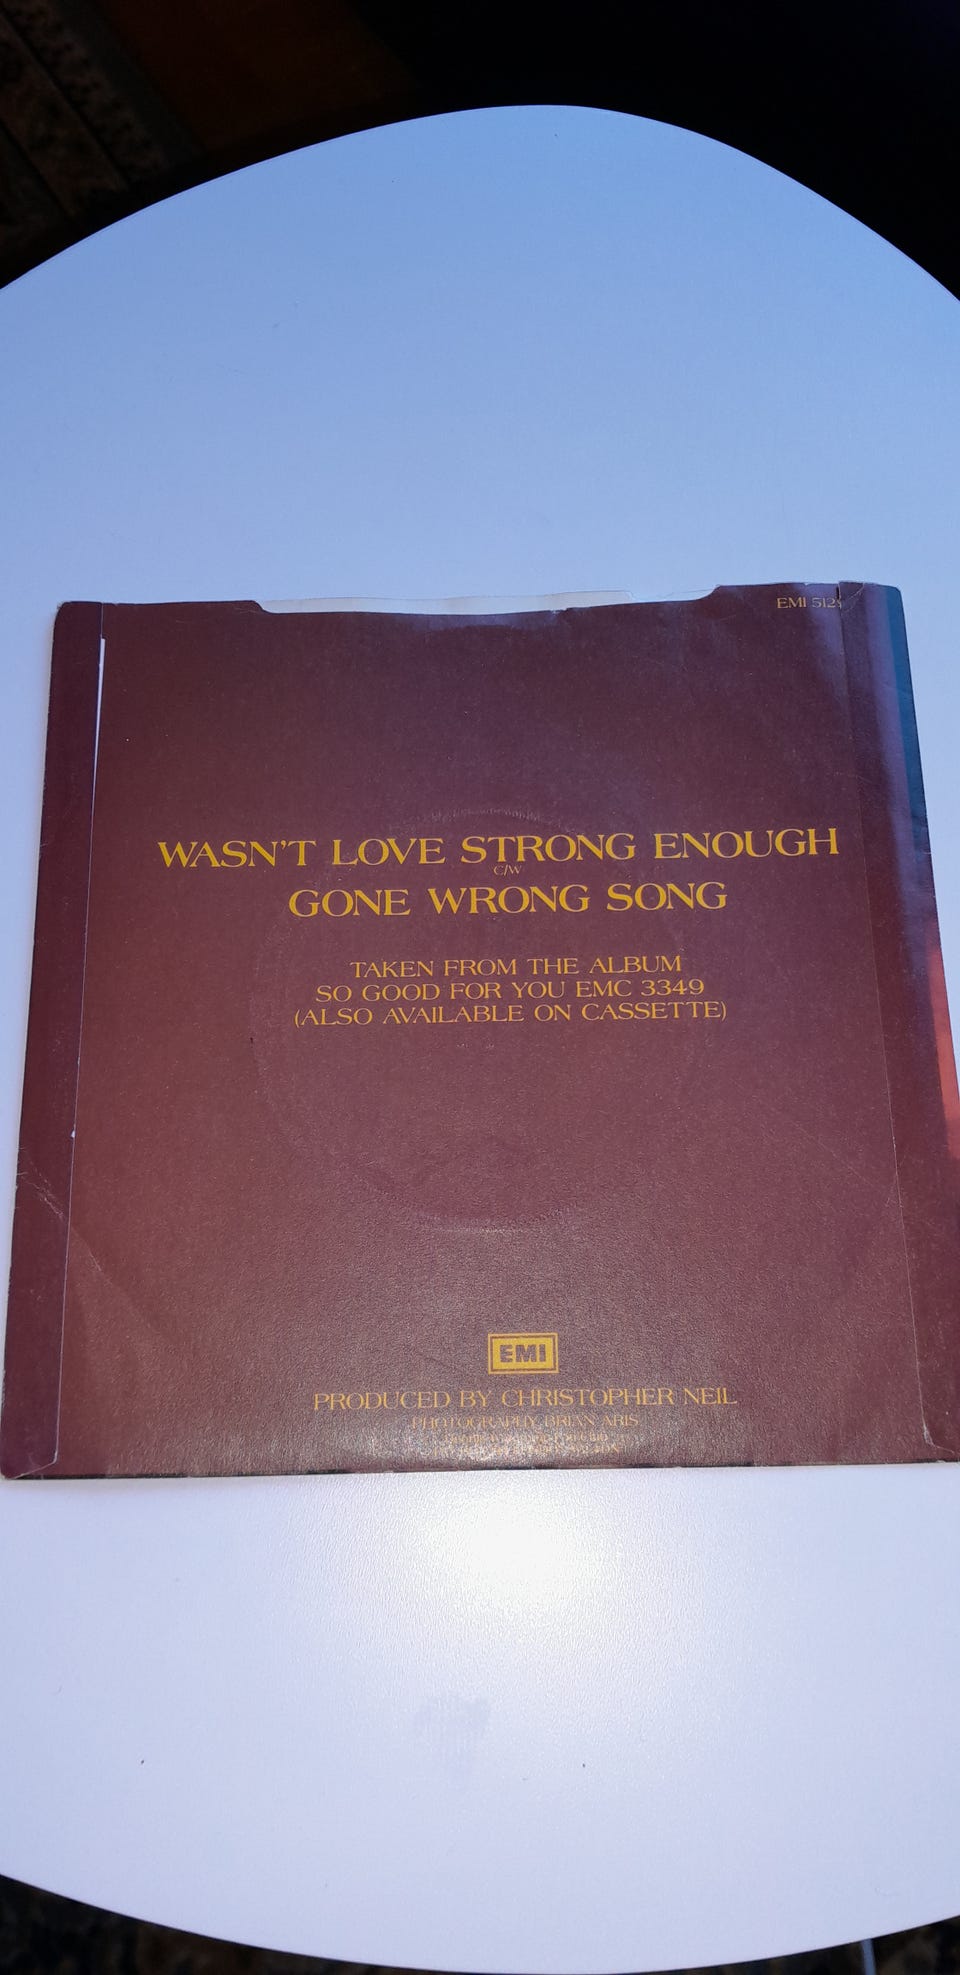 EMI 512
WASN'T LOVE STRONG ENOUGH
C/W
GONE WRONG SONG
TAKEN FROM THE ALBUM
SO GOOD FOR YOU EMC 3349
(ALSO AVAILABLE ON CASSETTE)
EMI
PRODUCED BY CHRISTOPHER NEIL
PHOTOGRAPHY, BRIAN ARIS